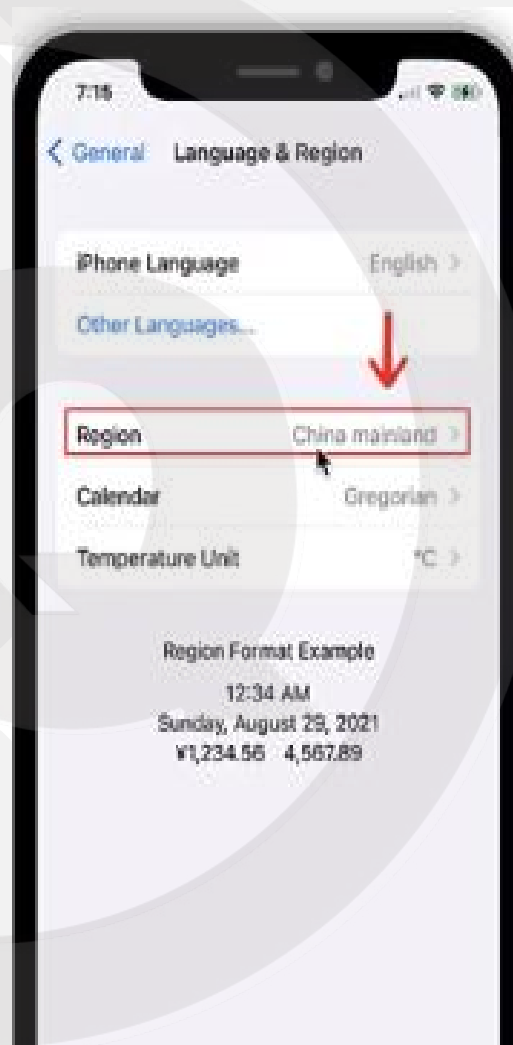 7:16
General Language & Region
iPhone Language English
Other Languages...
Region China mainland
Calendar Gregorian
Temperature Unit °C
Region Format Example
12:34 AM
Sunday, August 29, 2021
¥1,234.56 4,567.89